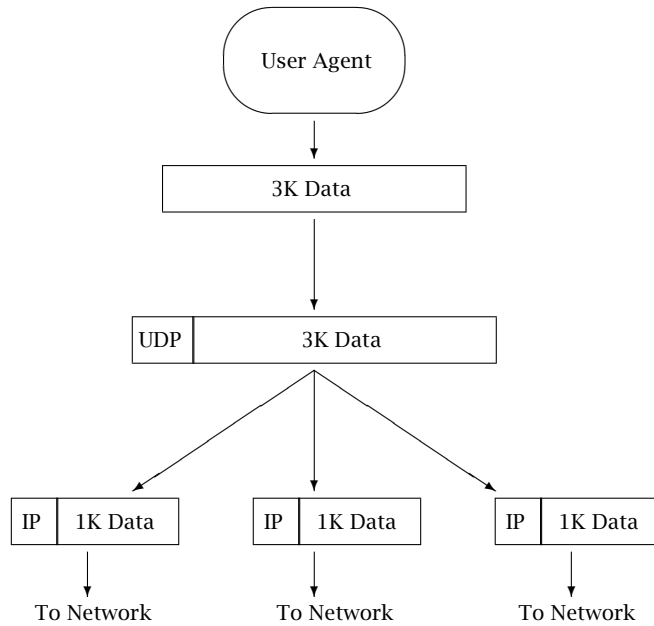 User Agent
3K Data
UDP 3K Data
IP 1K Data IP 1K Data IP 1K Data
To Network To Network To Network